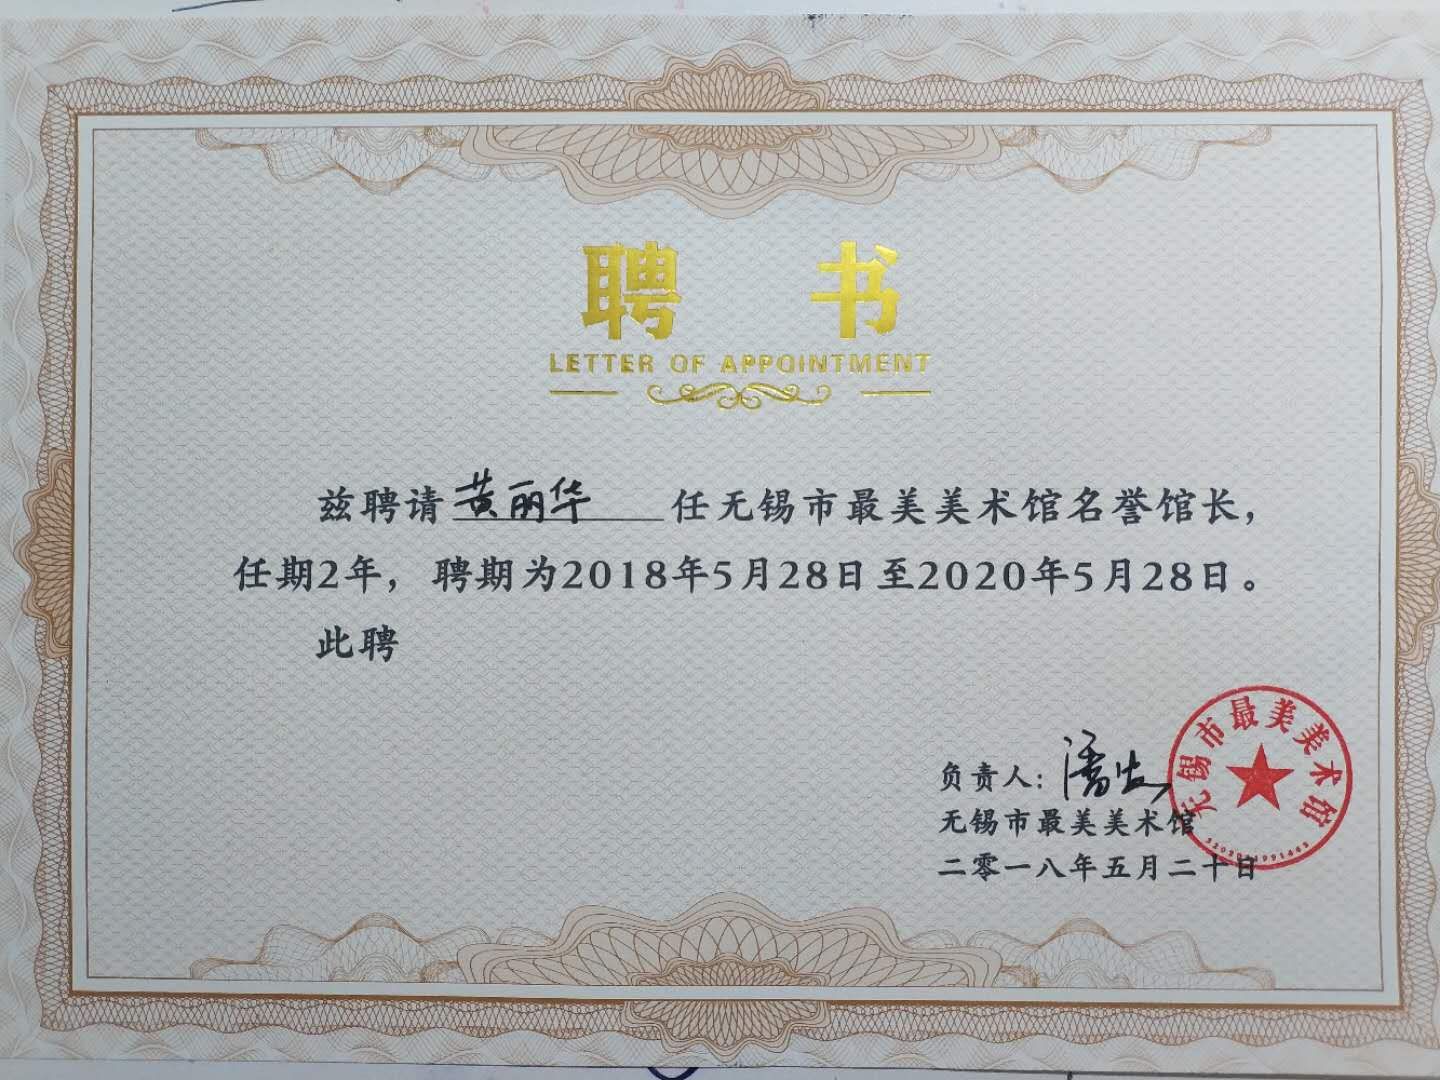 聘 书
LETTER OF APPOINTMENT
兹聘请 黄丽华 任无锡市最美美术馆名誉馆长，
任期2年，聘期为2018年5月28日至2020年5月28日。
此聘
负责人：潘
无锡市最美美术馆
二零一八年五月二十日
无锡市最美美术馆